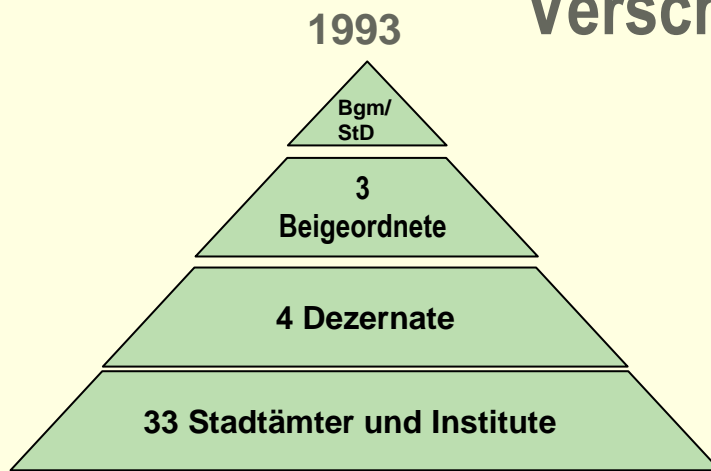 1993
Bgm/
StD
3
Beigeordnete
4 Dezernate
33 Stadtämter und Institute